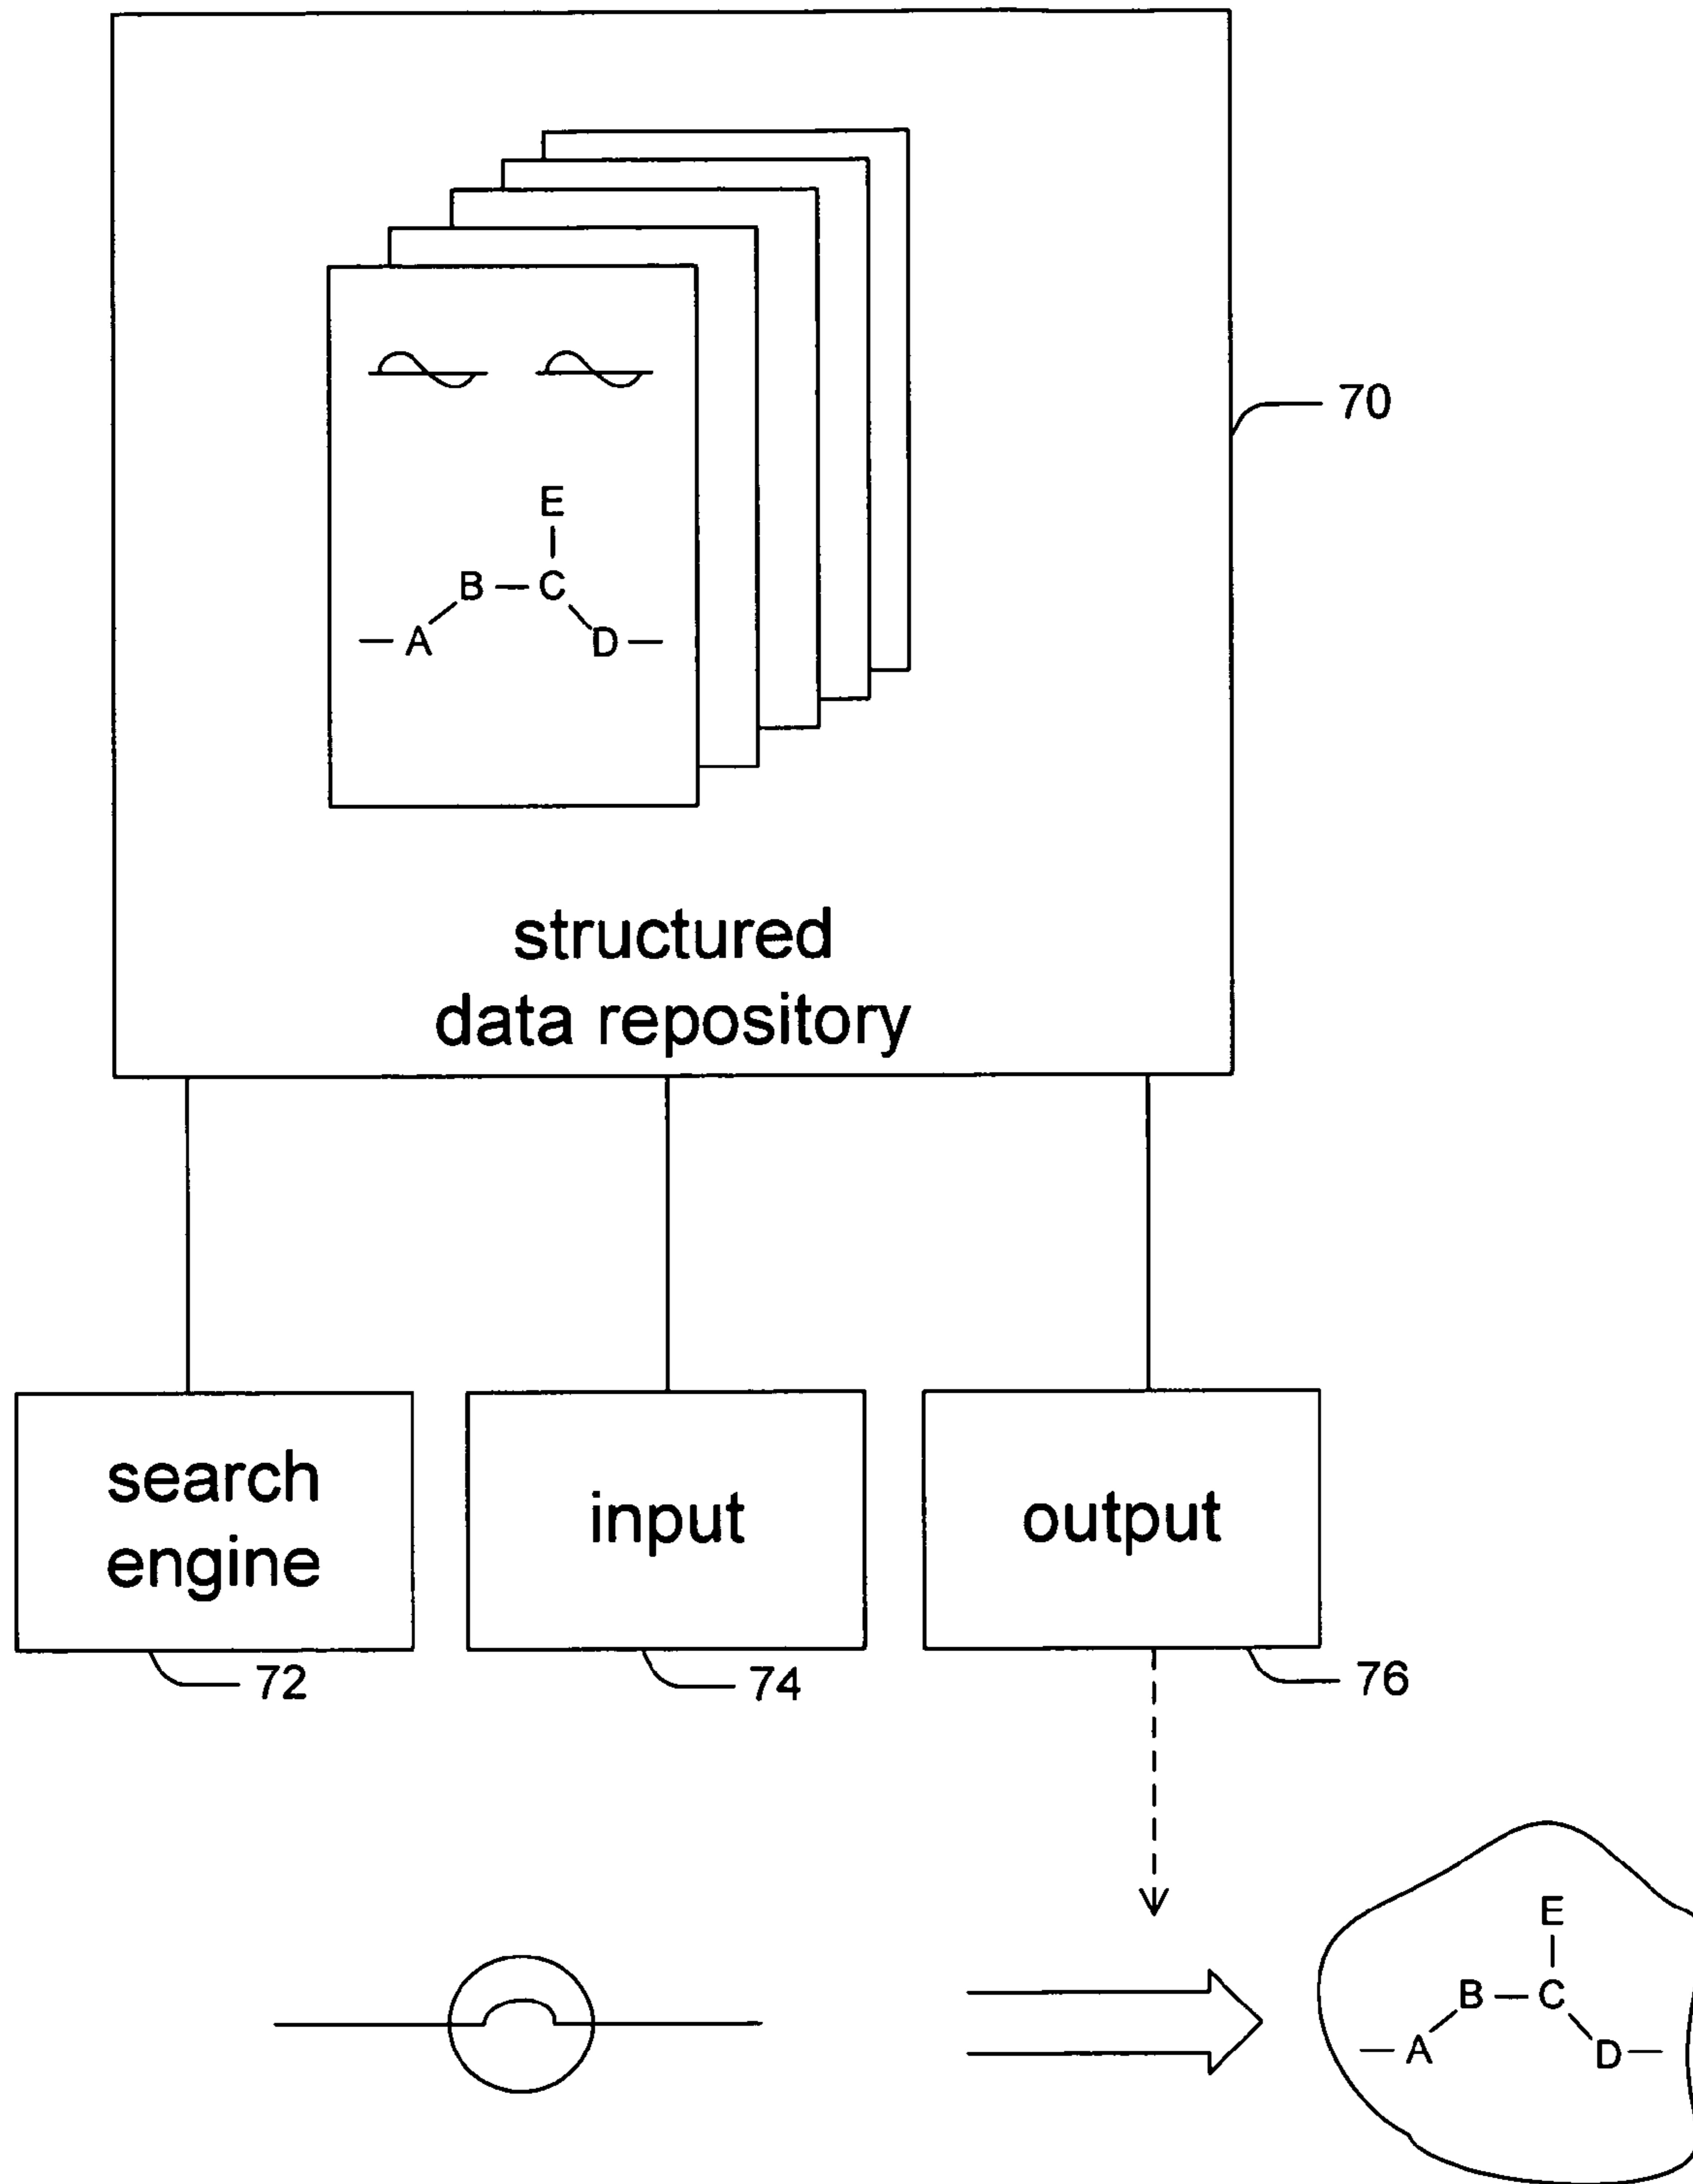 E
B — C
— A D —
70
structured
data repository
search
engine
input
output
72
74
76
E
B — C
— A D —